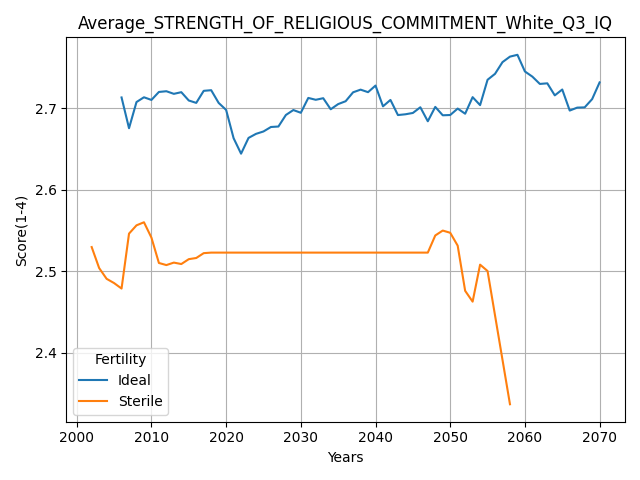 Average_STRENGTH_OF_RELIGIOUS_COMMITMENT_White_Q3_IQ
Score(1-4)
2.7
2.6
2.5
2.4
Fertility
Ideal
Sterile
2000 2010 2020 2030 2040 2050 2060 2070
Years